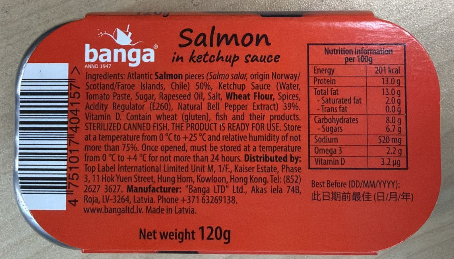 banga®
ANNO 1947
Salmon
in ketchup sauce
Ingredients: Atlantic Salmon pieces (Salmo salar, origin Norway/
Scotland/Faroe Islands, Chile) 50%, Ketchup Sauce (Water,
Tomato Paste, Sugar, Rapeseed Oil, Salt, Wheat Flour, Spices,
Acidity Regulator (E260), Natural Bell Pepper Extract) 39%.
Vitamin D. Contain wheat (gluten), fish and their products.
STERILIZED CANNED FISH. THE PRODUCT IS READY FOR USE. Store
at a temperature from 0 °C to +25 °C and relative humidity of not
more than 75%. Once opened, must be stored at a temperature
from 0 °C to +4 °C for not more than 24 hours. Distributed by:
Top Label International Limited Unit M, 1/F., Kaiser Estate, Phase
3, 11 Hok Yuen Street, Hung Hom, Kowloon, Hong Kong. Tel: (852)
2627 3627. Manufacturer: "Banga LTD" Ltd., Akas iela 74B,
Roja, LV-3264, Latvia. Phone +371 63269138.
www.bangaltd.lv. Made in Latvia.
Net weight 120g
4 751017 404157 >
Nutrition information
per 100g
Energy 201 kcal
Protein 13.0 g
Total fat 13.0 g
- Saturated fat 2.0 g
- Trans fat 0.0 g
Carbohydrates 8.0 g
- Sugars 6.7 g
Sodium 520 mg
Omega 3 2.2 g
Vitamin D 3.2 µg
Best Before (DD/MM/YYYY):
此日期前最佳(日/月/年)